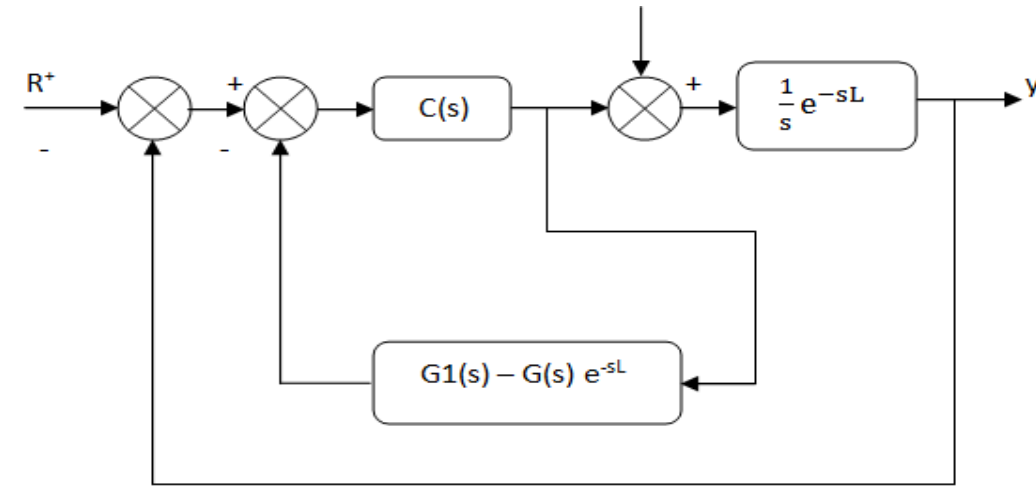 R⁺
-
+
-
C(s)
+
1/s e⁻ˢᴸ
y
G1(s) – G(s) e⁻ˢᴸ